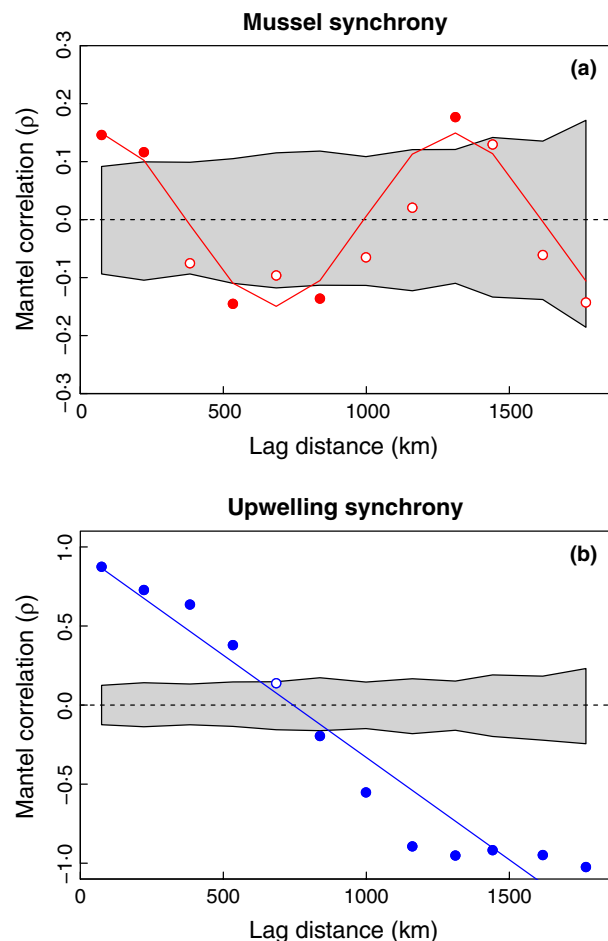 Mussel synchrony
(a)
Mantel correlation (ρ)
0·3
0·2
0·1
0·0
−0·1
−0·2
−0·3
0
500
1000
1500
Lag distance (km)
Upwelling synchrony
(b)
Mantel correlation (ρ)
1·0
0·5
0·0
−0·5
−1·0
0
500
1000
1500
Lag distance (km)